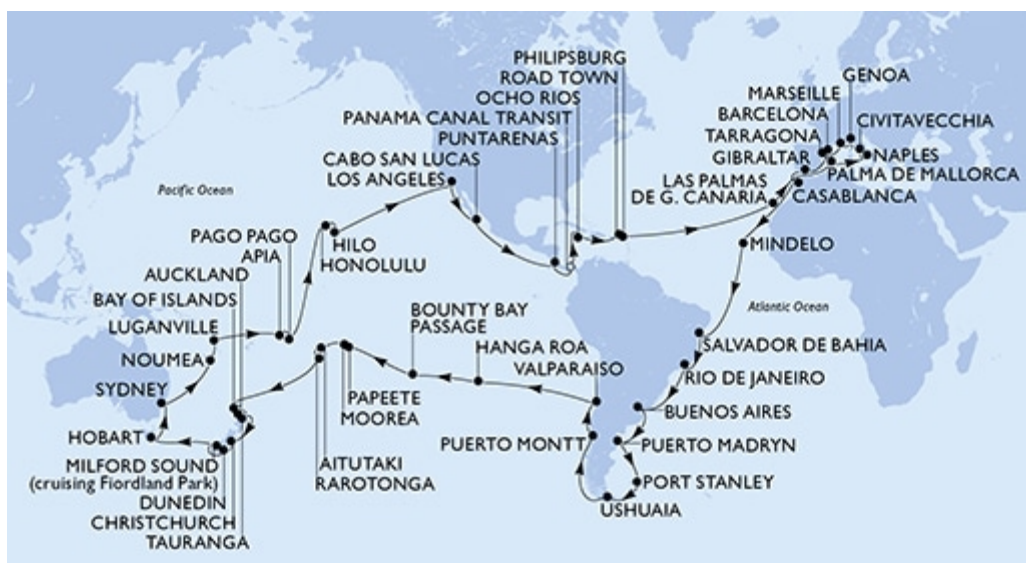 PHILIPSBURG
ROAD TOWN
OCHO RIOS
PANAMA CANAL TRANSIT
PUNTARENAS
CABO SAN LUCAS
LOS ANGELES
GENOA
MARSEILLE
BARCELONA
CIVITAVECCHIA
TARRAGONA
GIBRALTAR
NAPLES
PALMA DE MALLORCA
LAS PALMAS
DE G. CANARIA
CASABLANCA
Pacific Ocean
PAGO PAGO
APIA
HILO
HONOLULU
MINDELO
AUCKLAND
BAY OF ISLANDS
LUGANVILLE
NOUMEA
SYDNEY
HOBART
MILFORD SOUND
(cruising Fiordland Park)
DUNEDIN
CHRISTCHURCH
TAURANGA
BOUNTY BAY
PASSAGE
HANGA ROA
VALPARAISO
PAPEETE
MOOREA
AITUTAKI
RAROTONGA
Atlantic Ocean
SALVADOR DE BAHIA
RIO DE JANEIRO
BUENOS AIRES
PUERTO MONTT
PUERTO MADRYN
PORT STANLEY
USHUAIA